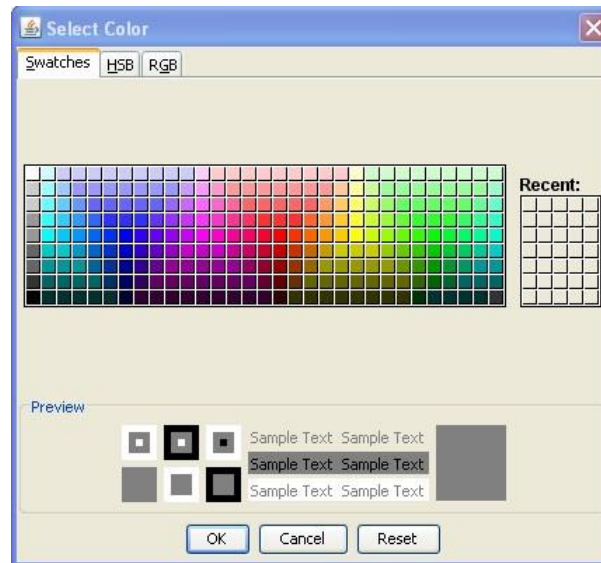 Select Color
Swatches HSB RGB
Recent:
Preview
Sample Text Sample Text
Sample Text Sample Text
Sample Text Sample Text
OK Cancel Reset